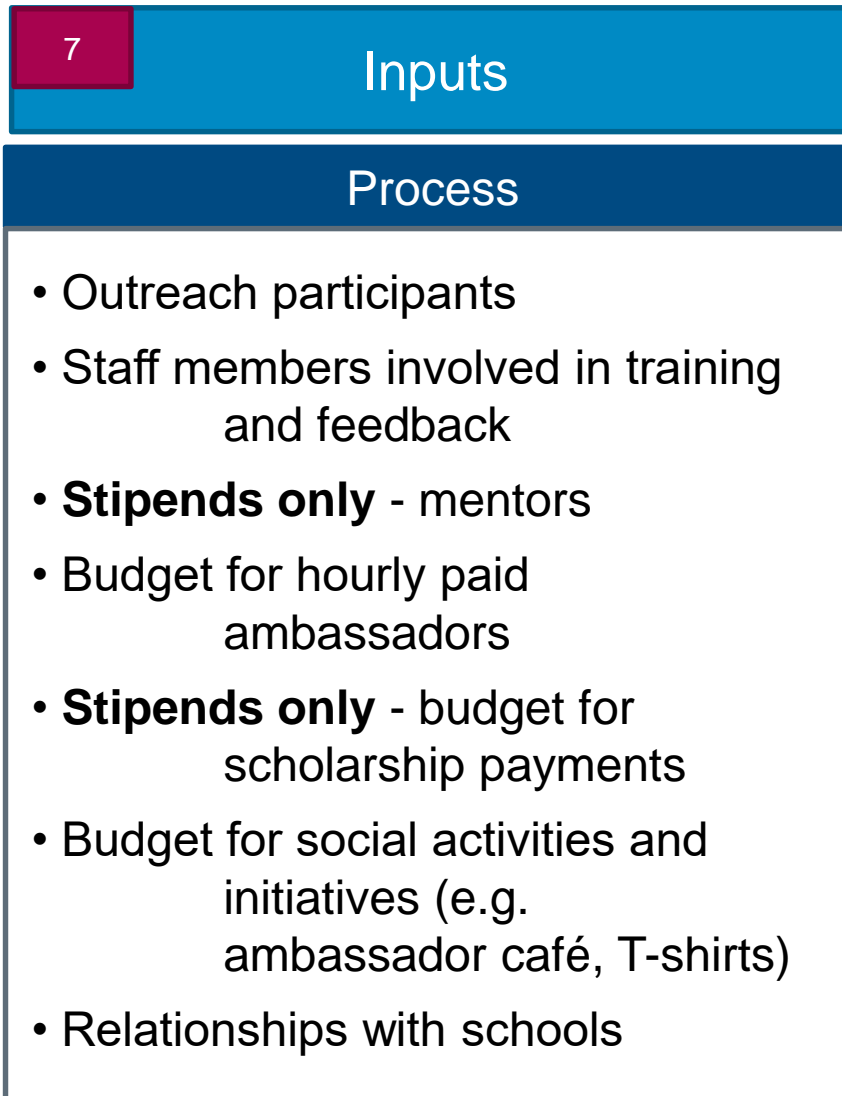 7
Inputs
Process
• Outreach participants
• Staff members involved in training
and feedback
• Stipends only - mentors
• Budget for hourly paid
ambassadors
• Stipends only - budget for
scholarship payments
• Budget for social activities and
initiatives (e.g.
ambassador café, T-shirts)
• Relationships with schools